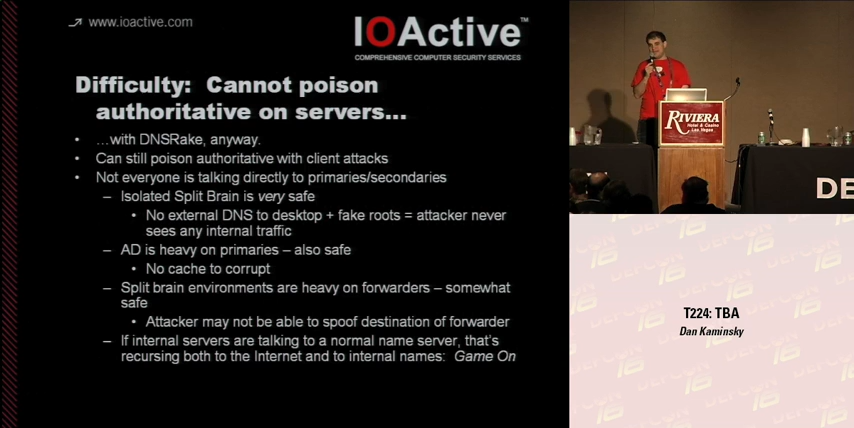 www.ioactive.com
IOActive™
COMPREHENSIVE COMPUTER SECURITY SERVICES
Difficulty: Cannot poison
authoritative on servers...
• …with DNSRake, anyway.
• Can still poison authoritative with client attacks
• Not everyone is talking directly to primaries/secondaries
– Isolated Split Brain is very safe
• No external DNS to desktop + fake roots = attacker never
sees any internal traffic
– AD is heavy on primaries – also safe
• No cache to corrupt
– Split brain environments are heavy on forwarders – somewhat
safe
• Attacker may not be able to spoof destination of forwarder
– If internal servers are talking to a normal name server, that's
recursing both to the Internet and to internal names: Game On
RIVIERA
Hotel & Casino
Las Vegas
DE
T224: TBA
Dan Kaminsky
DEFCON 16